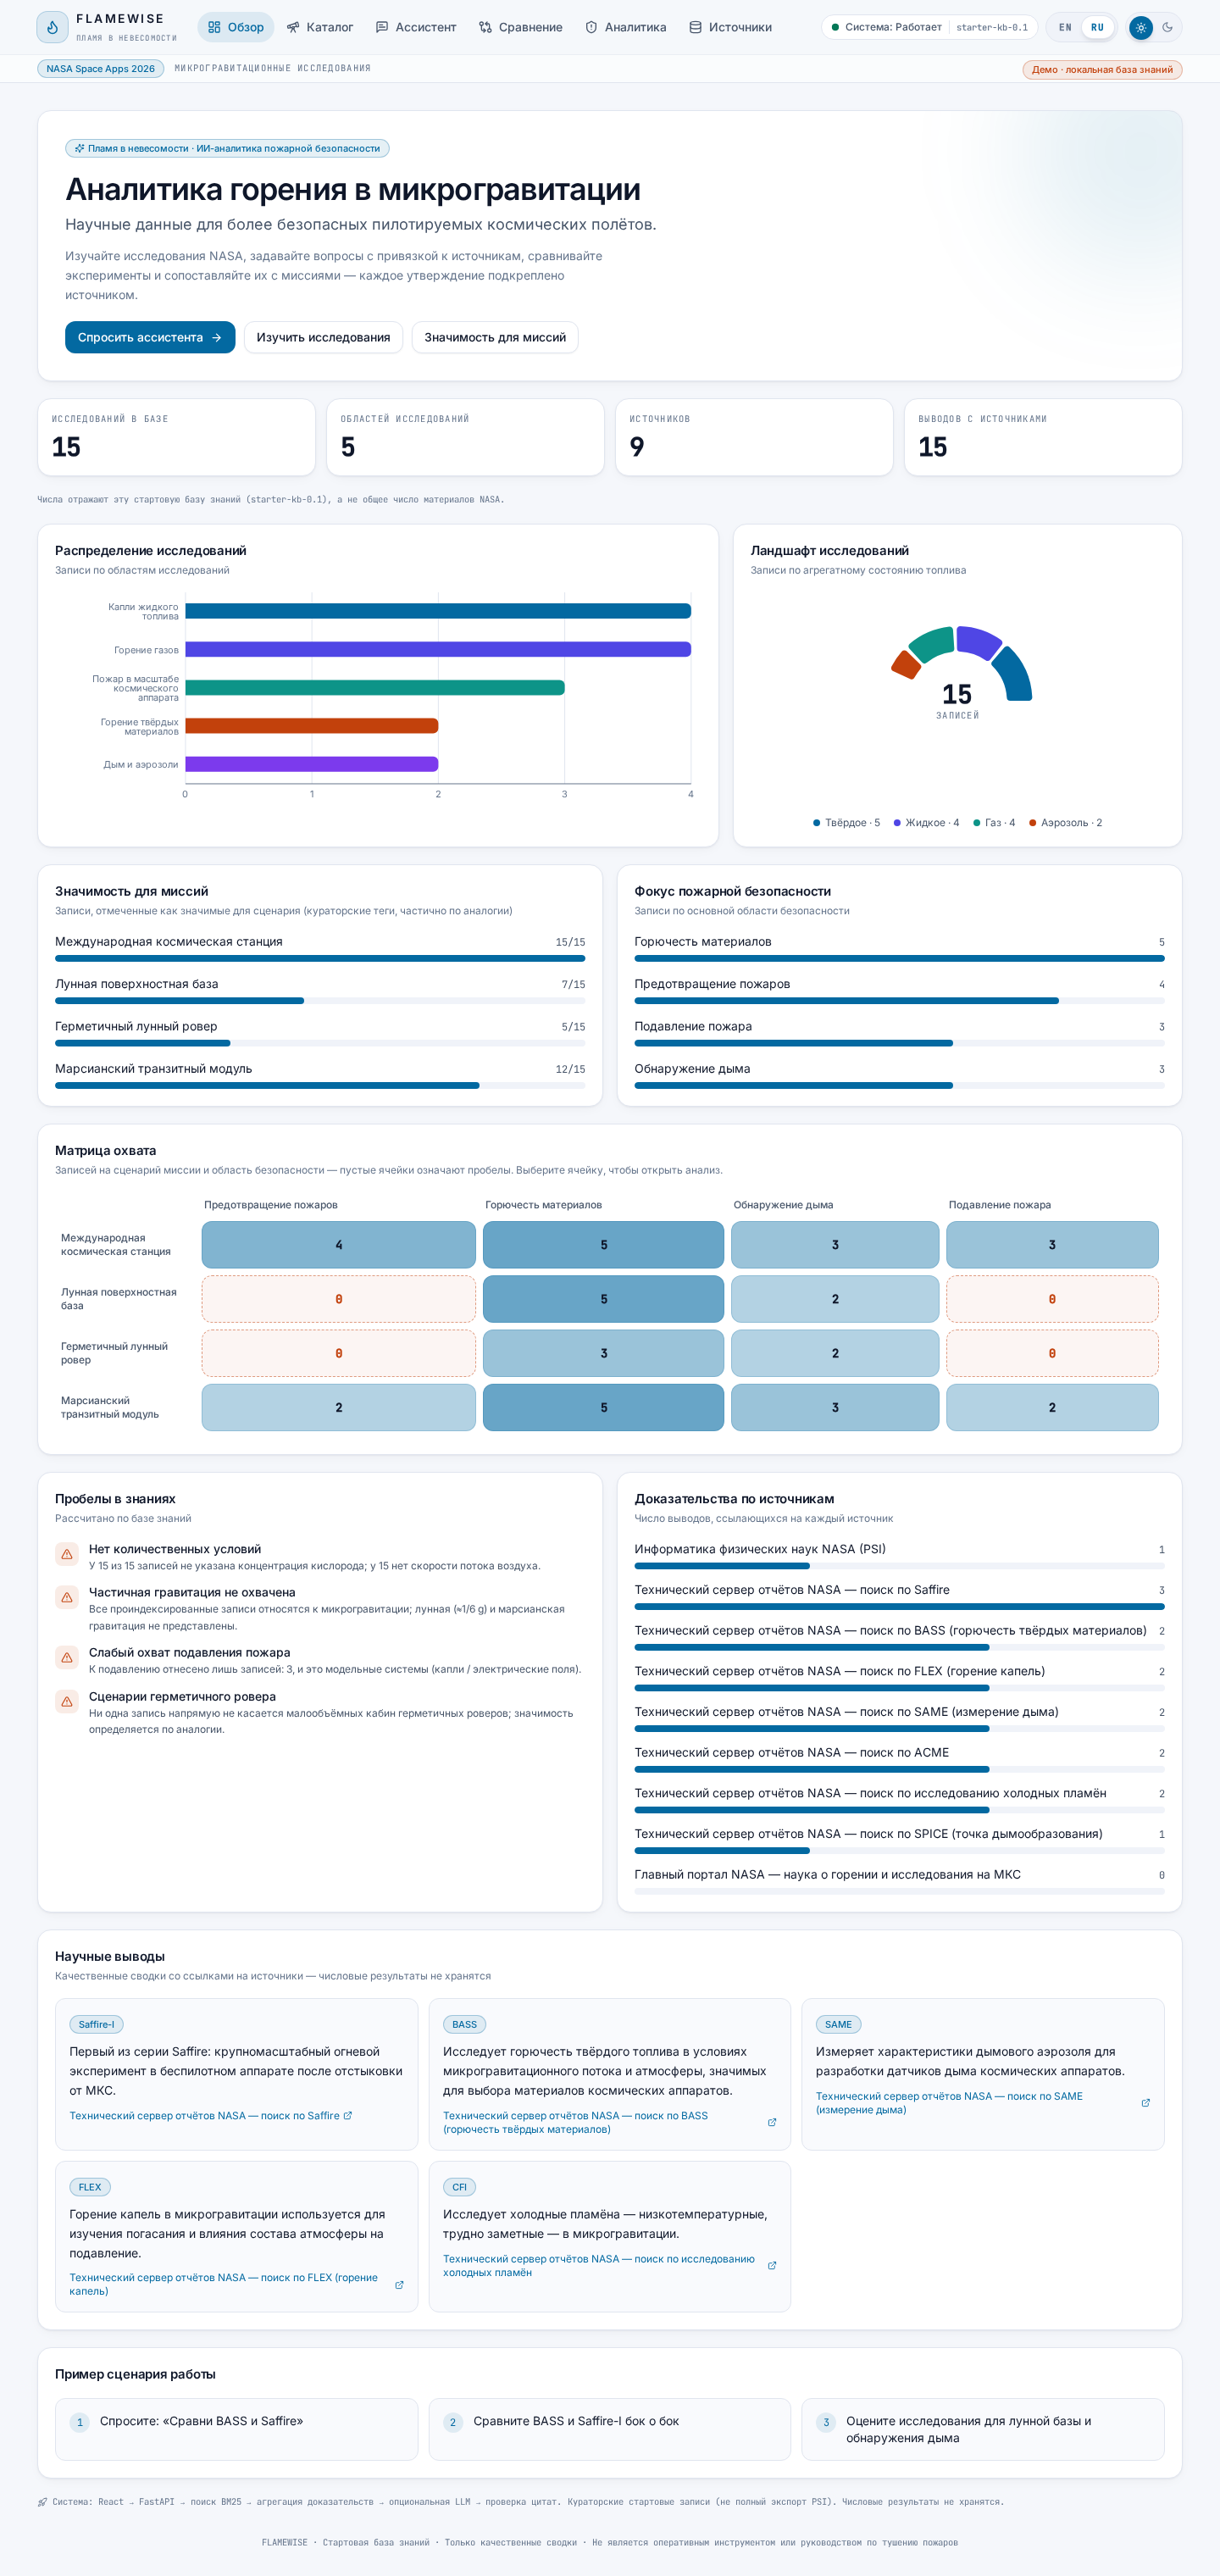 FLAMEWISE
ПЛАМЯ В НЕВЕСОМОСТИ
Обзор
Каталог
Ассистент
Сравнение
Аналитика
Источники
Система: Работает
starter-kb-0.1
EN
RU
NASA Space Apps 2026
МИКРОГРАВИТАЦИОННЫЕ ИССЛЕДОВАНИЯ
Демо · локальная база знаний
Пламя в невесомости · ИИ-аналитика пожарной безопасности
Аналитика горения в микрогравитации
Научные данные для более безопасных пилотируемых космических полётов.
Изучайте исследования NASA, задавайте вопросы с привязкой к источникам, сравнивайте
эксперименты и сопоставляйте их с миссиями — каждое утверждение подкреплено
источником.
Спросить ассистента
Изучить исследования
Значимость для миссий
ИССЛЕДОВАНИЙ В БАЗЕ
15
ОБЛАСТЕЙ ИССЛЕДОВАНИЙ
5
ИСТОЧНИКОВ
9
ВЫВОДОВ С ИСТОЧНИКАМИ
15
Числа отражают эту стартовую базу знаний (starter-kb-0.1), а не общее число материалов NASA.
Распределение исследований
Записи по областям исследований
Капли жидкого
топлива
Горение газов
Пожар в масштабе
космического
аппарата
Горение твёрдых
материалов
Дым и аэрозоли
0
1
2
3
4
Ландшафт исследований
Записи по агрегатному состоянию топлива
15
ЗАПИСЕЙ
Твёрдое · 5
Жидкое · 4
Газ · 4
Аэрозоль · 2
Значимость для миссий
Записи, отмеченные как значимые для сценария (кураторские теги, частично по аналогии)
Международная космическая станция
15/15
Лунная поверхностная база
7/15
Герметичный лунный ровер
5/15
Марсианский транзитный модуль
12/15
Фокус пожарной безопасности
Записи по основной области безопасности
Горючесть материалов
5
Предотвращение пожаров
4
Подавление пожара
3
Обнаружение дыма
3
Матрица охвата
Записей на сценарий миссии и область безопасности — пустые ячейки означают пробелы. Выберите ячейку, чтобы открыть анализ.
Предотвращение пожаров
Горючесть материалов
Обнаружение дыма
Подавление пожара
Международная
космическая станция
4
5
3
3
Лунная поверхностная
база
0
5
2
0
Герметичный лунный
ровер
0
3
2
0
Марсианский
транзитный модуль
2
5
3
2
Пробелы в знаниях
Рассчитано по базе знаний
Нет количественных условий
У 15 из 15 записей не указана концентрация кислорода; у 15 нет скорости потока воздуха.
Частичная гравитация не охвачена
Все проиндексированные записи относятся к микрогравитации; лунная (≈1/6 g) и марсианская
гравитация не представлены.
Слабый охват подавления пожара
К подавлению отнесено лишь записей: 3, и это модельные системы (капли / электрические поля).
Сценарии герметичного ровера
Ни одна запись напрямую не касается малообъёмных кабин герметичных роверов; значимость
определяется по аналогии.
Доказательства по источникам
Число выводов, ссылающихся на каждый источник
Информатика физических наук NASA (PSI)
1
Технический сервер отчётов NASA — поиск по Saffire
3
Технический сервер отчётов NASA — поиск по BASS (горючесть твёрдых материалов)
2
Технический сервер отчётов NASA — поиск по FLEX (горение капель)
2
Технический сервер отчётов NASA — поиск по SAME (измерение дыма)
2
Технический сервер отчётов NASA — поиск по ACME
2
Технический сервер отчётов NASA — поиск по исследованию холодных пламён
2
Технический сервер отчётов NASA — поиск по SPICE (точка дымообразования)
1
Главный портал NASA — наука о горении и исследования на МКС
0
Научные выводы
Качественные сводки со ссылками на источники — числовые результаты не хранятся
Saffire-I
Первый из серии Saffire: крупномасштабный огневой
эксперимент в беспилотном аппарате после отстыковки
от МКС.
Технический сервер отчётов NASA — поиск по Saffire
BASS
Исследует горючесть твёрдого топлива в условиях
микрогравитационного потока и атмосферы, значимых
для выбора материалов космических аппаратов.
Технический сервер отчётов NASA — поиск по BASS
(горючесть твёрдых материалов)
SAME
Измеряет характеристики дымового аэрозоля для
разработки датчиков дыма космических аппаратов.
Технический сервер отчётов NASA — поиск по SAME
(измерение дыма)
FLEX
Горение капель в микрогравитации используется для
изучения погасания и влияния состава атмосферы на
подавление.
Технический сервер отчётов NASA — поиск по FLEX (горение
капель)
CFI
Исследует холодные пламёна — низкотемпературные,
трудно заметные — в микрогравитации.
Технический сервер отчётов NASA — поиск по исследованию
холодных пламён
Пример сценария работы
1
Спросите: «Сравни BASS и Saffire»
2
Сравните BASS и Saffire-I бок о бок
3
Оцените исследования для лунной базы и
обнаружения дыма
Система: React → FastAPI → поиск BM25 → агрегация доказательств → опциональная LLM → проверка цитат. Кураторские стартовые записи (не полный экспорт PSI). Числовые результаты не хранятся.
FLAMEWISE · Стартовая база знаний · Только качественные сводки · Не является оперативным инструментом или руководством по тушению пожаров